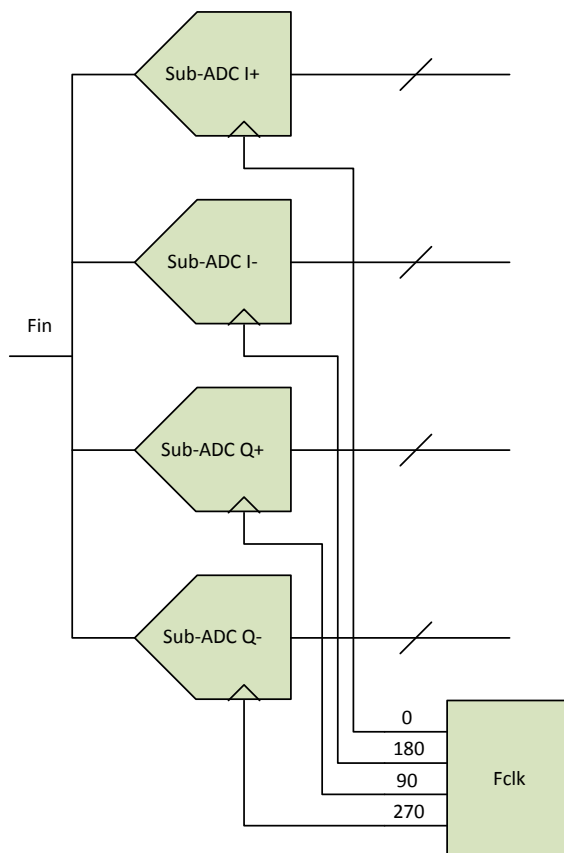 Sub-ADC I+
Sub-ADC I-
Fin
Sub-ADC Q+
Sub-ADC Q-
0
180
90
270
Fclk